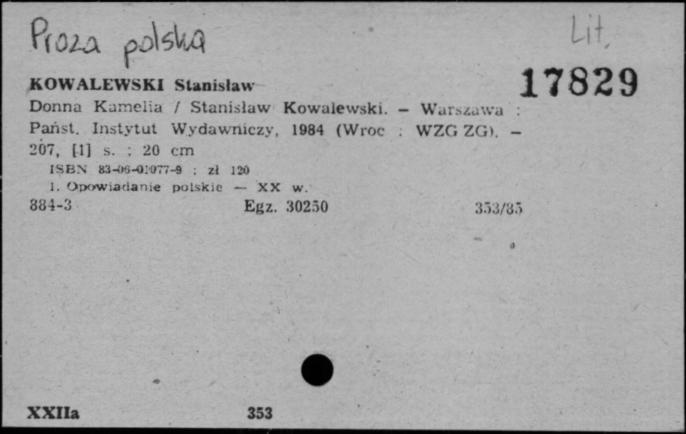 Proza polska
Lit.
17829
KOWALEWSKI Stanisław
Donna Kamelia / Stanisław Kowalewski. — Warszawa :
Państ. Instytut Wydawniczy, 1984 (Wroc : WZG ZG). —
207, [1] s. ; 20 cm
ISBN 83-06-01077-9 : zł 120
1. Opowiadanie polskie — XX w.
884-3 Egz. 30250 353/85
XXIIa 353